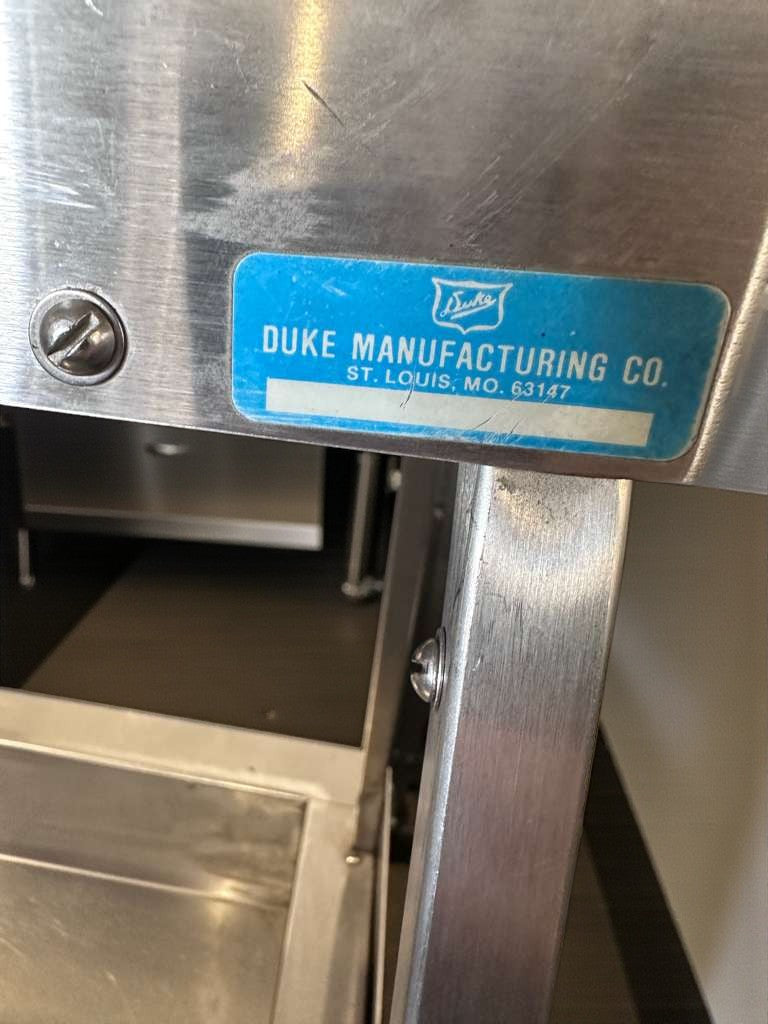 Duke
DUKE MANUFACTURING CO.
ST. LOUIS, MO. 63147